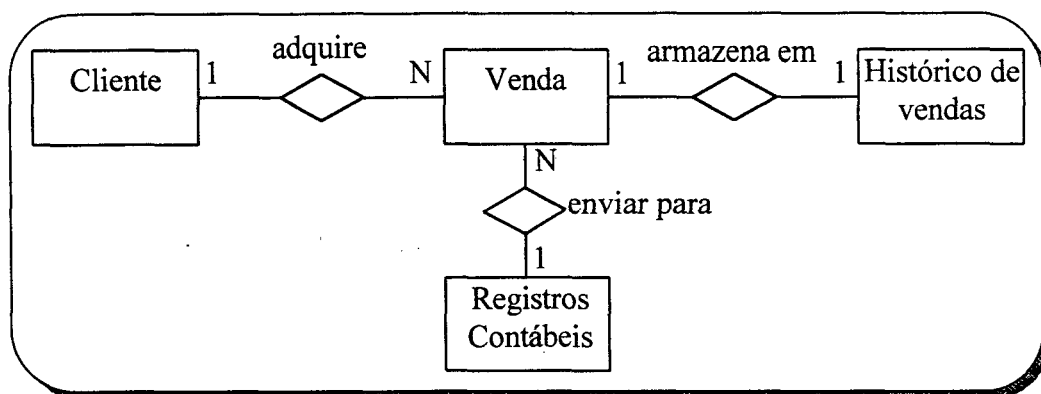 adquire
armazena em
Cliente
1
N
Venda
1
1
Histórico de
vendas
N
enviar para
1
Registros
Contábeis